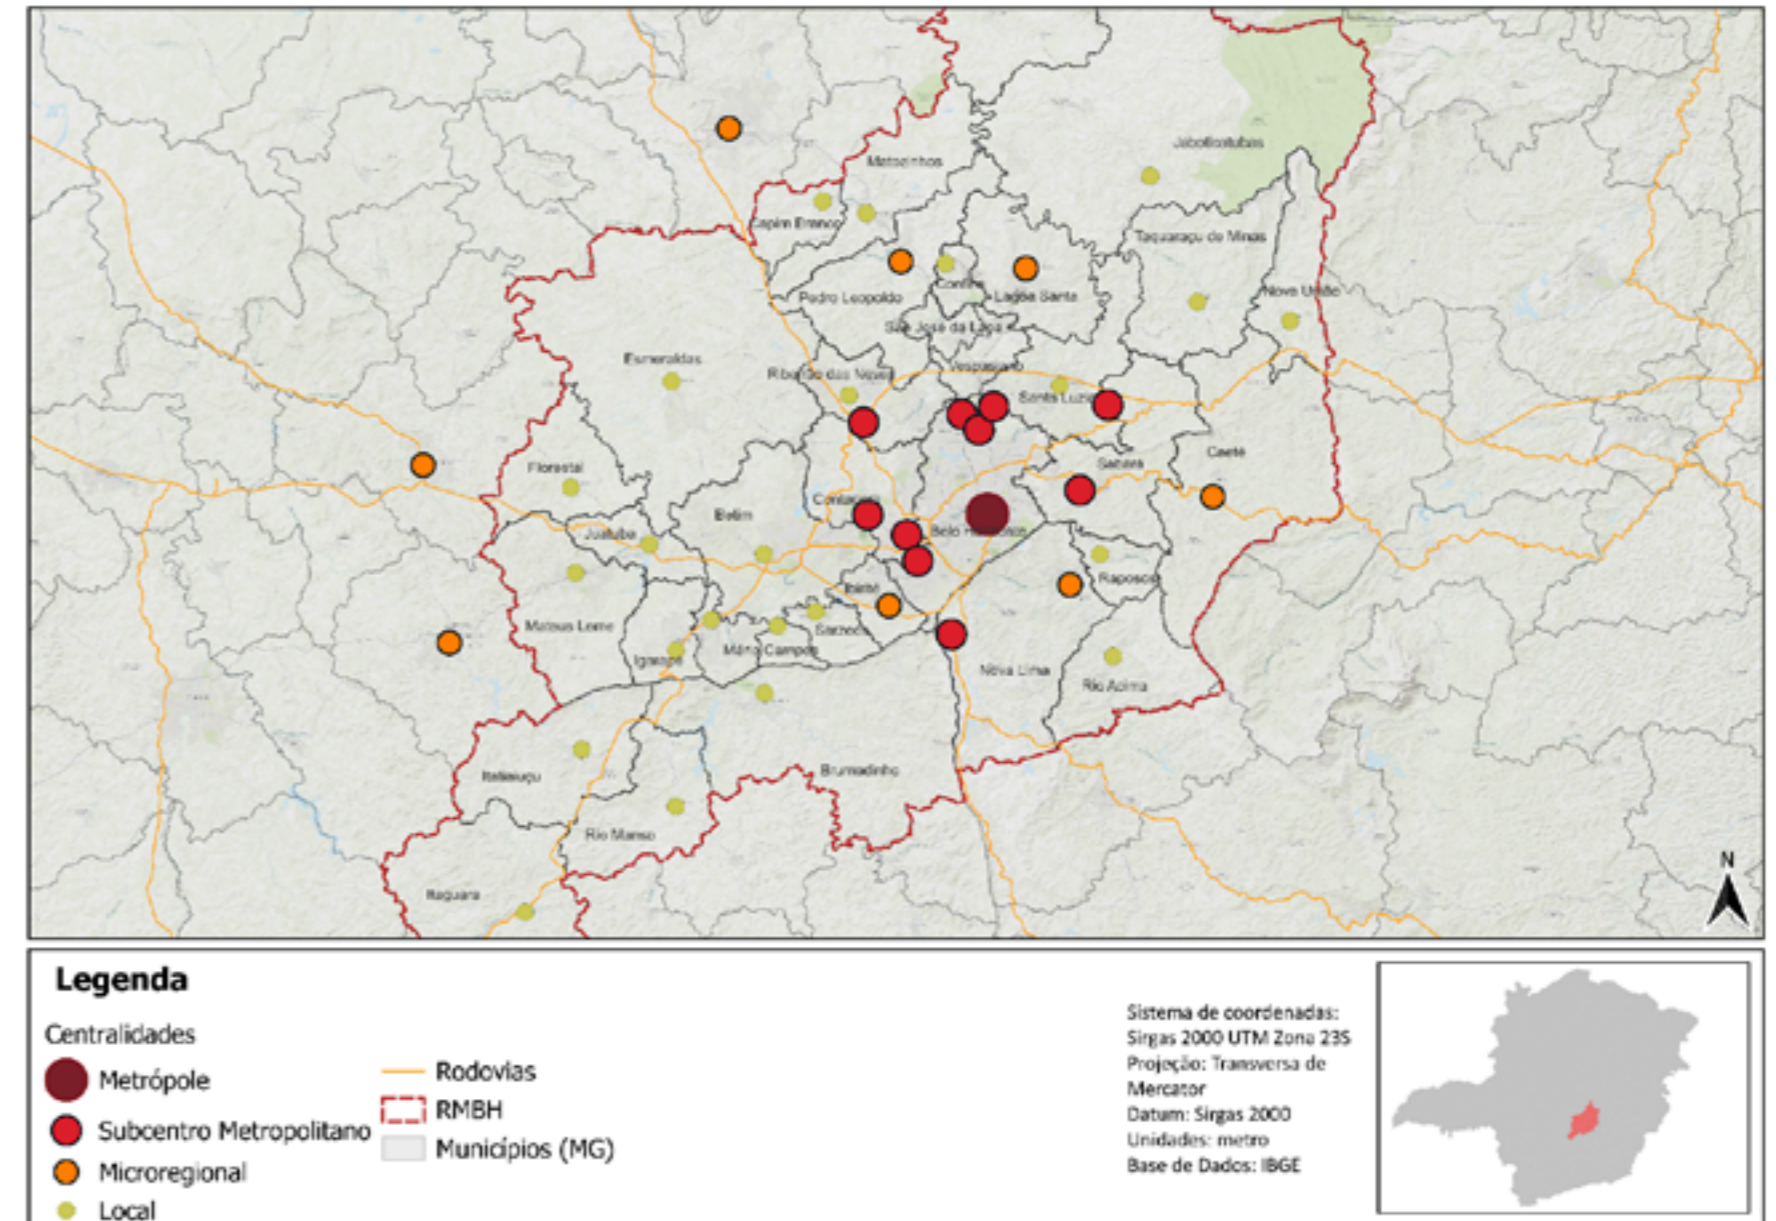 Jaboticatubas
Matozinhos
Capim Branco
Taquaraçu de Minas
Nova União
Confins
Pedro Leopoldo
Lagoa Santa
São José da Lapa
Esmeraldas
Vespasiano
Ribeirão das Neves
Santa Luzia
Caeté
Sabará
Florestal
Contagem
Betim
Belo Horizonte
Juatuba
Raposos
Ibirité
Mateus Leme
Sarzedo
Mário Campos
Igarapé
Nova Lima
Rio Acima
Brumadinho
Itatiaiuçu
Rio Manso
Itaguara
N
Legenda
Centralidades
Metrópole
Subcentro Metropolitano
Microregional
Local
Rodovias
RMBH
Municípios (MG)
Sistema de coordenadas:
Sirgas 2000 UTM Zona 23S
Projeção: Transversa de
Mercator
Datum: Sirgas 2000
Unidades: metro
Base de Dados: IBGE